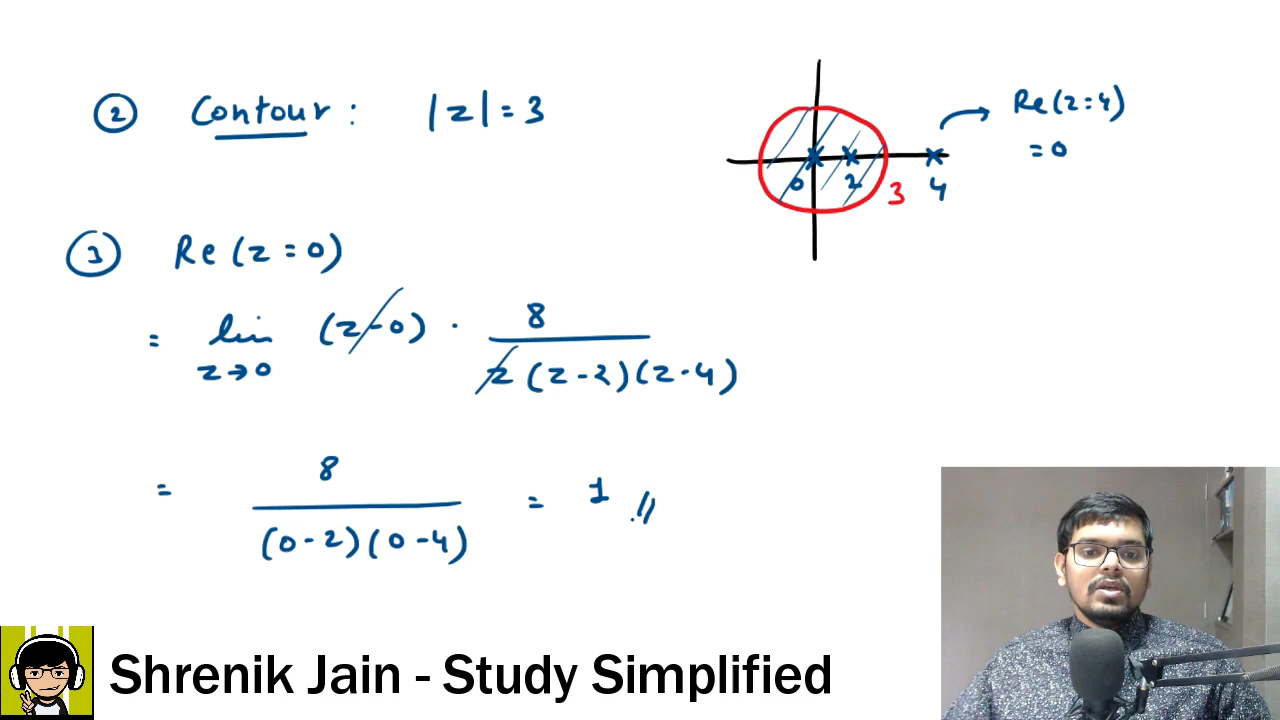 ② Contour : |z| = 3
Re(z=4)
= 0
0 2 3 4
③ Re(z = 0)
= lim (z-0) · 8
z→0 z(z-2)(z-4)
= 8
(0-2)(0-4) = 1 //
Shrenik Jain - Study Simplified